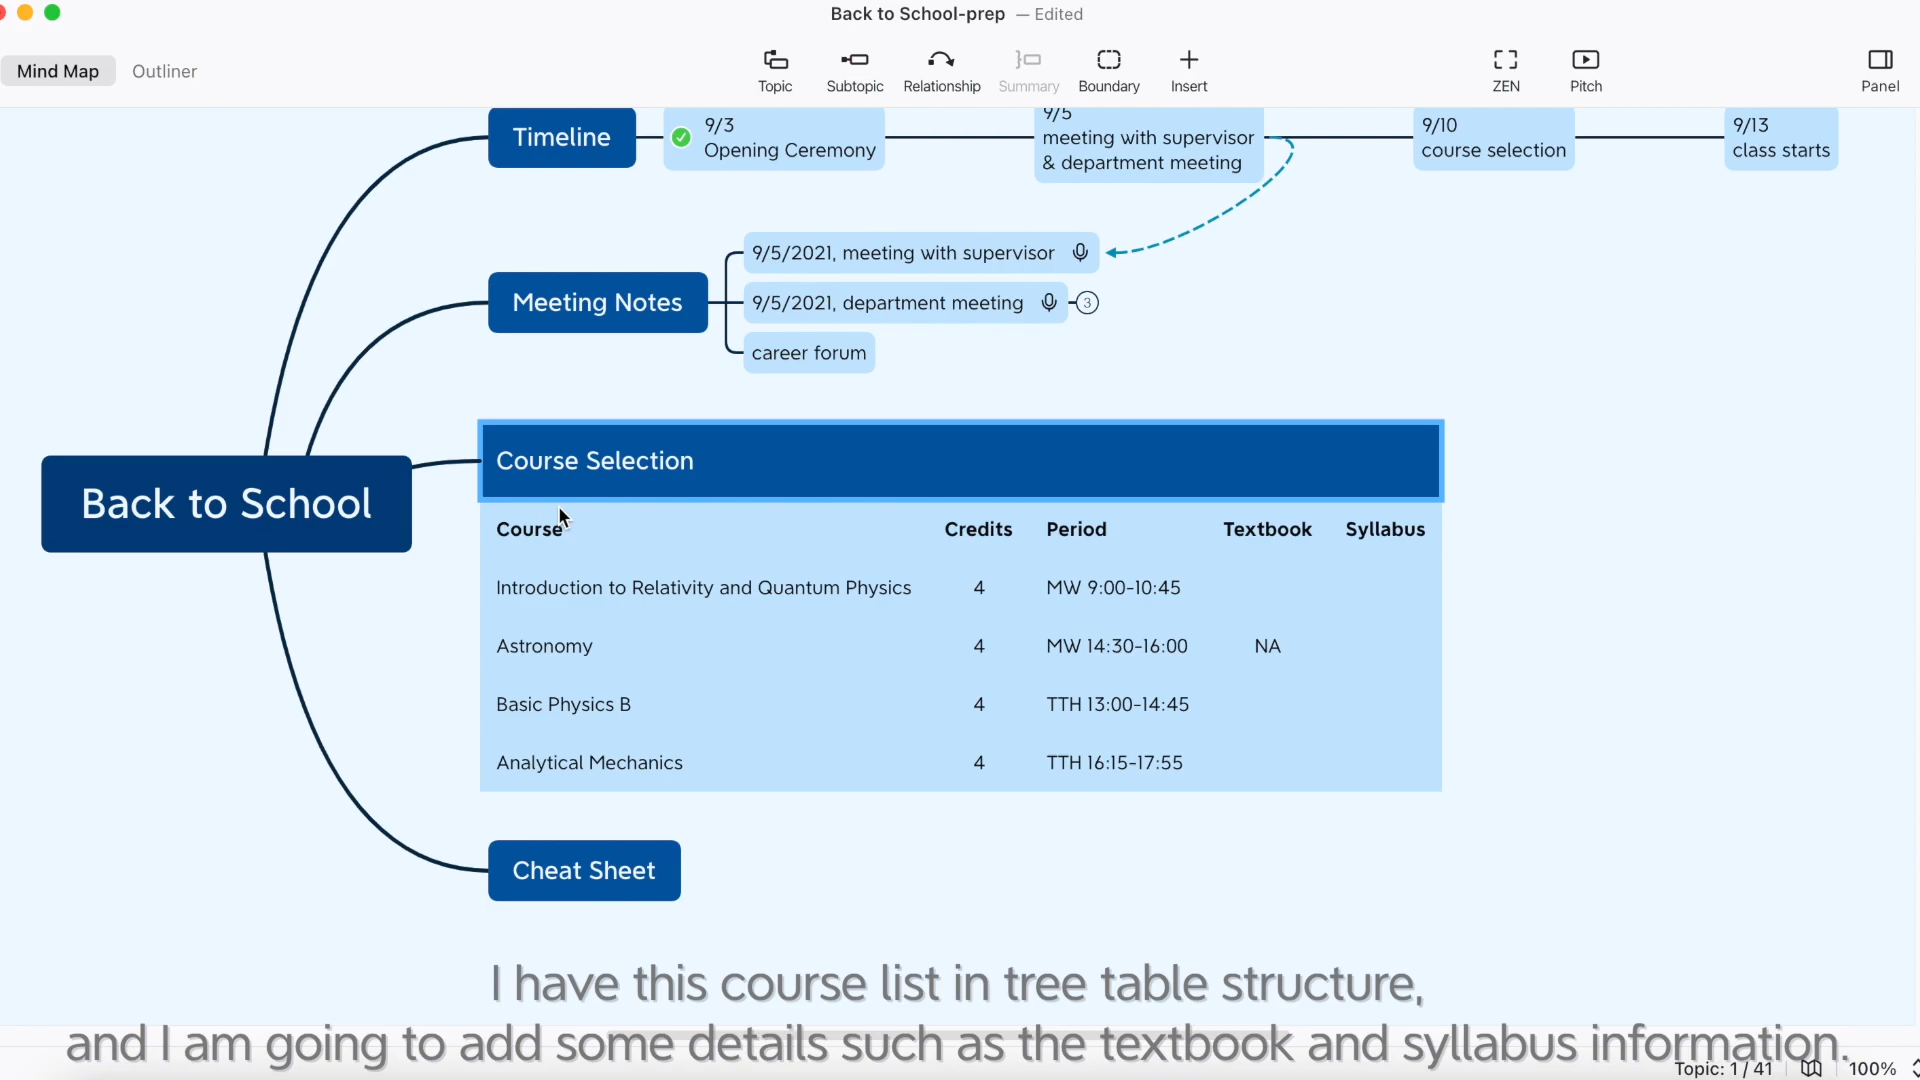 Back to School-prep — Edited
Mind Map
Outliner
Topic
Subtopic
Relationship
Summary
Boundary
Insert
ZEN
Pitch
Panel
Timeline
9/3
Opening Ceremony
9/5
meeting with supervisor
& department meeting
9/10
course selection
9/13
class starts
Meeting Notes
9/5/2021, meeting with supervisor
9/5/2021, department meeting
3
career forum
Back to School
Course Selection
Course Credits Period Textbook Syllabus
Introduction to Relativity and Quantum Physics 4 MW 9:00-10:45
Astronomy 4 MW 14:30-16:00 NA
Basic Physics B 4 TTH 13:00-14:45
Analytical Mechanics 4 TTH 16:15-17:55
Cheat Sheet
I have this course list in tree table structure,
and I am going to add some details such as the textbook and syllabus information.
Topic: 1 / 41
100%